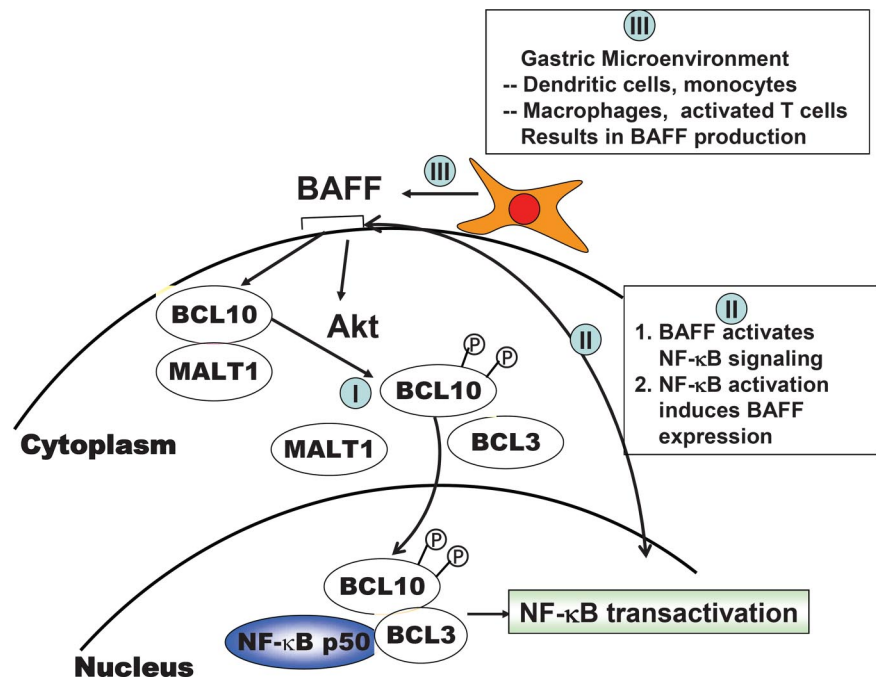 III
Gastric Microenvironment
-- Dendritic cells, monocytes
-- Macrophages, activated T cells
Results in BAFF production
III
BAFF
II
1. BAFF activates
NF-κB signaling
2. NF-κB activation
induces BAFF
expression
BCL10
MALT1
Akt
II
P
P
I
BCL10
MALT1
BCL3
Cytoplasm
P
P
BCL10
NF-κB p50
BCL3
NF-κB transactivation
Nucleus